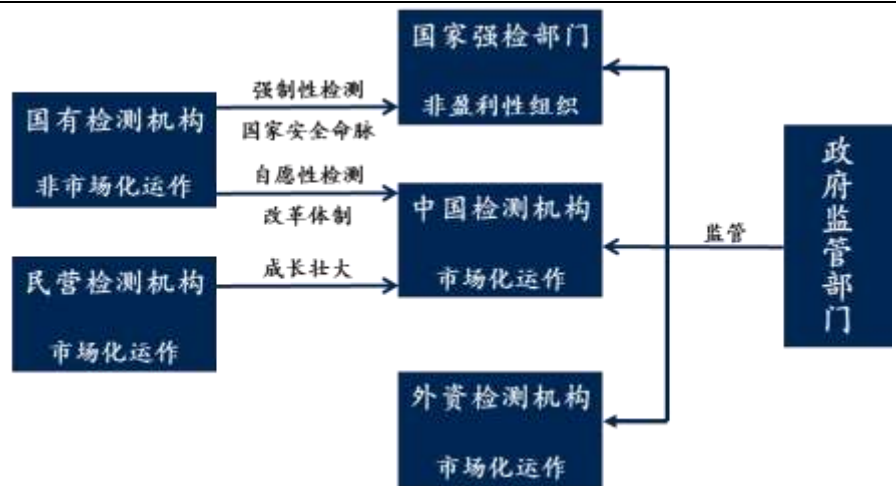 国家强检部门
非盈利性组织
强制性检测
国家安全命脉
国有检测机构
非市场化运作
自愿性检测
改革体制
中国检测机构
市场化运作
监管
政府监管部门
民营检测机构
市场化运作
成长壮大
外资检测机构
市场化运作